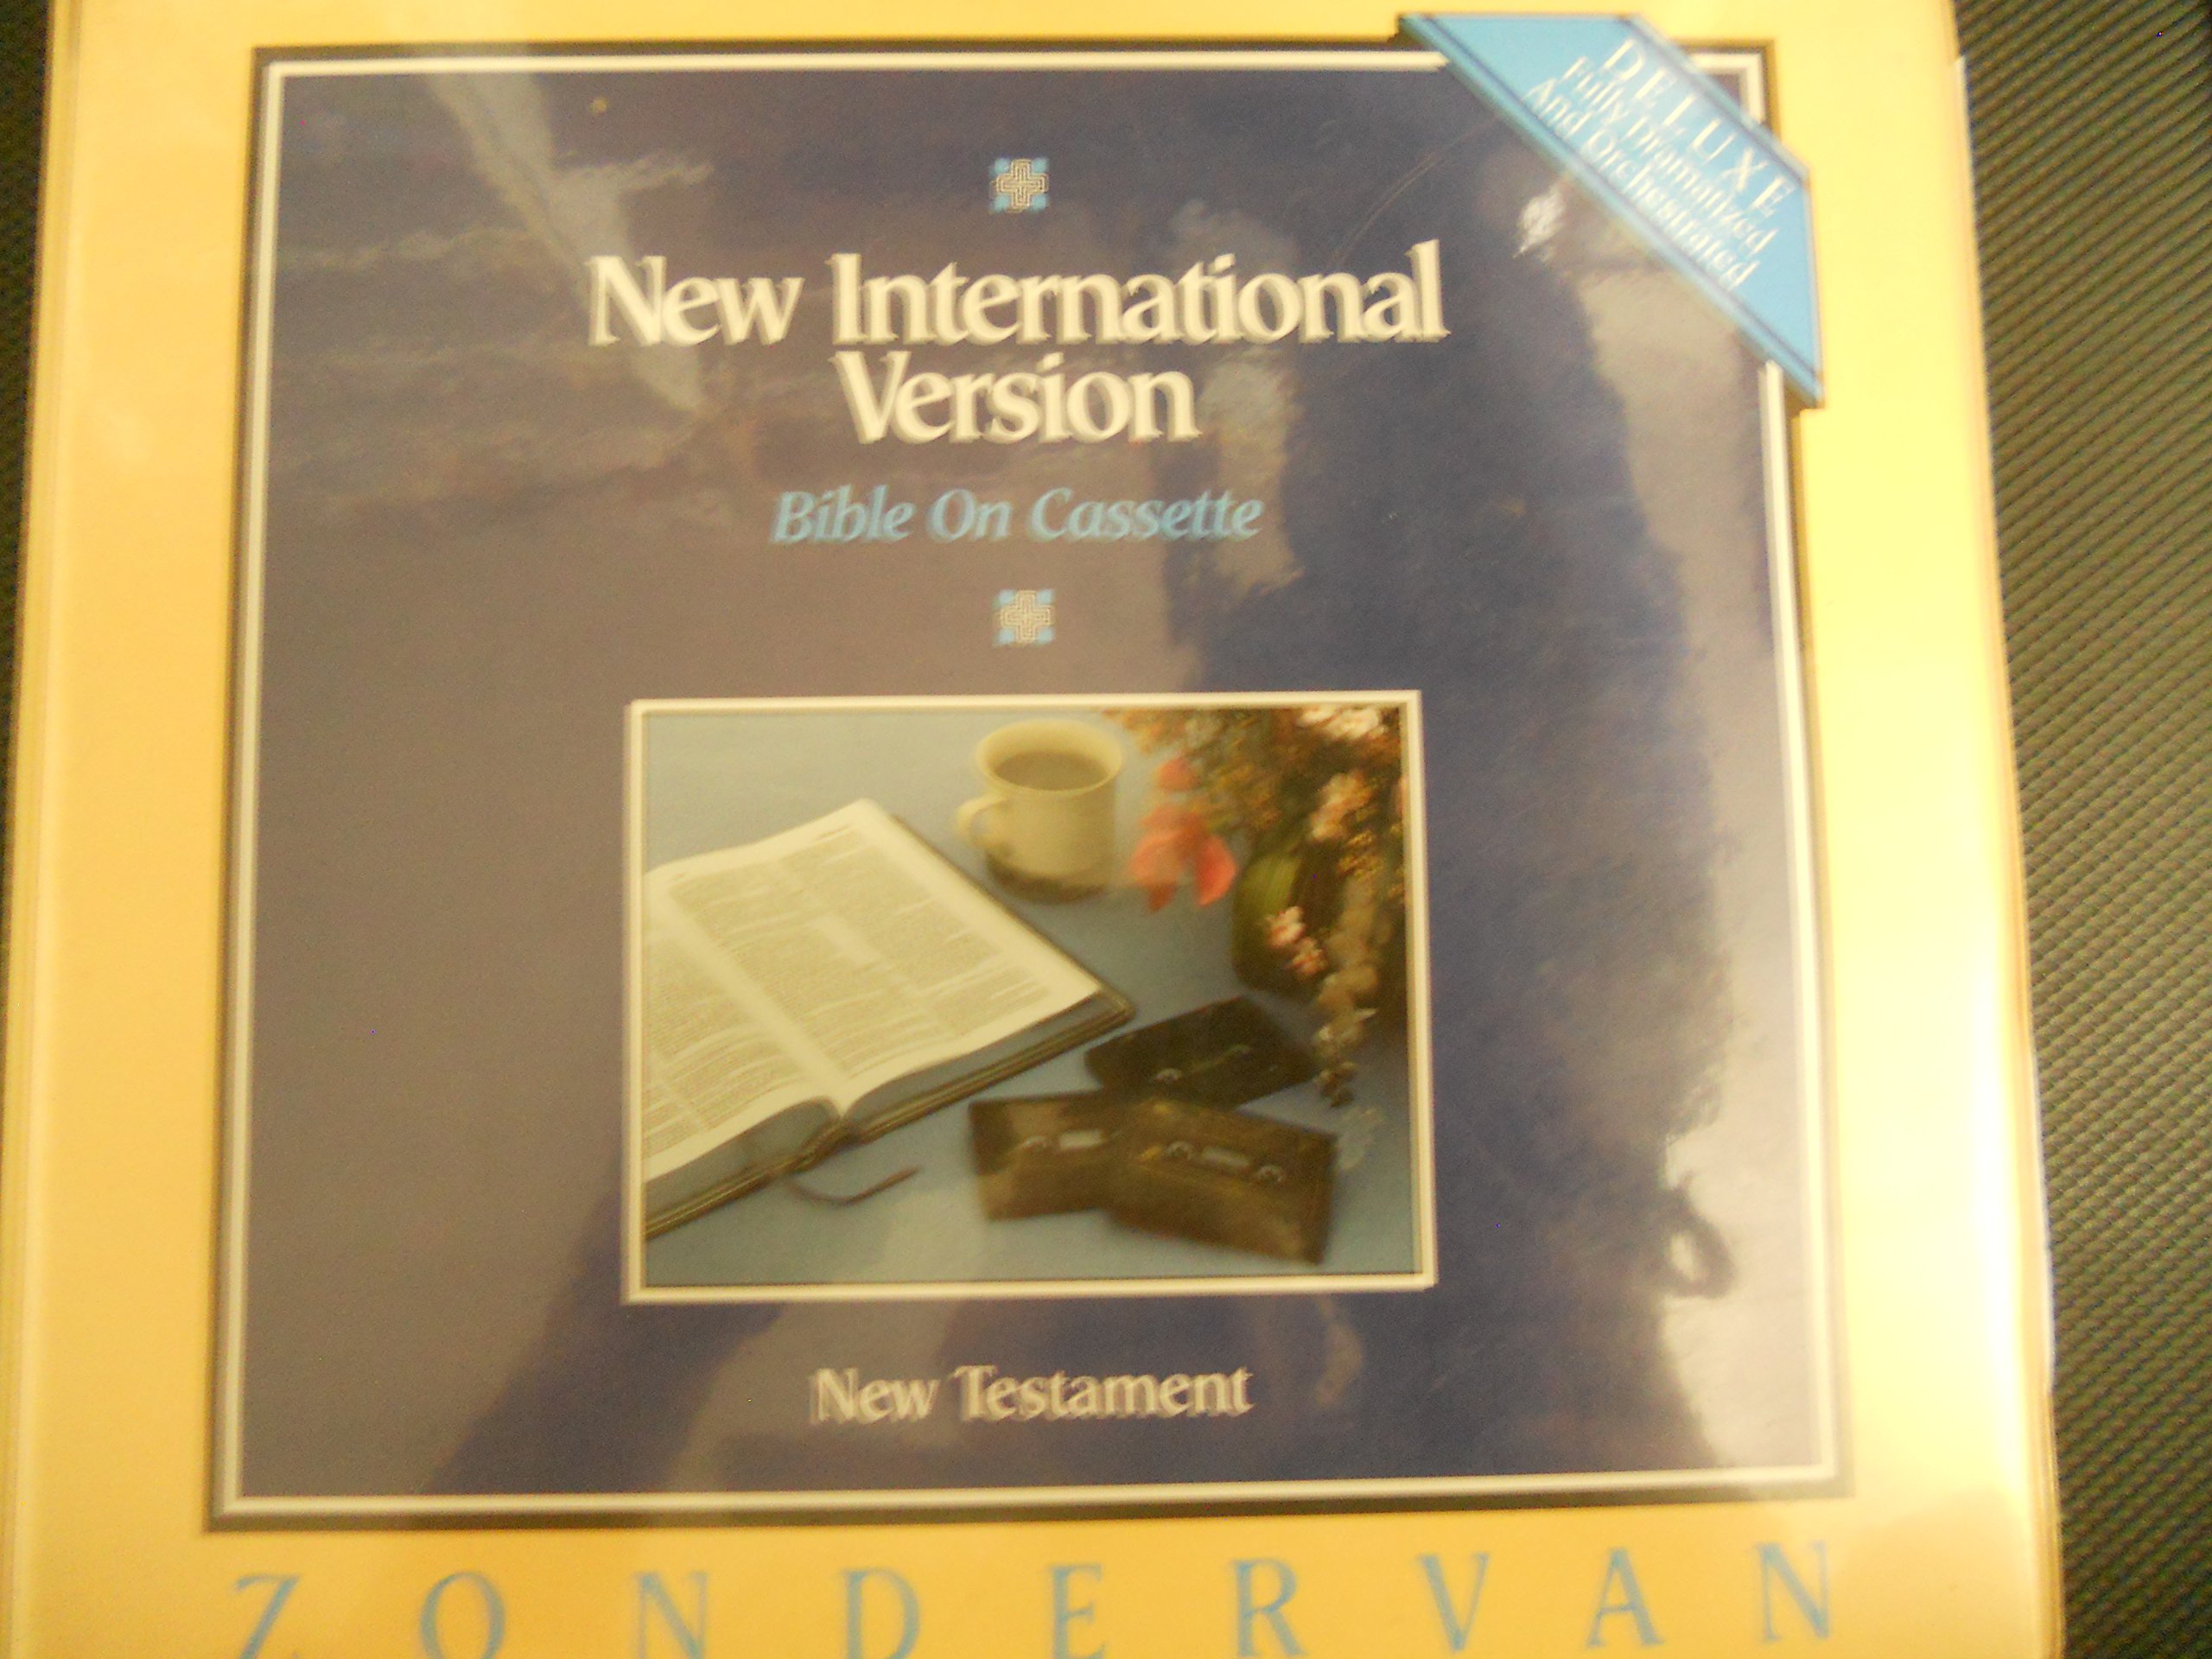 DELUXE
Fully Dramatized
And Orchestrated
New International
Version
Bible On Cassette
New Testament
ZONDERVAN